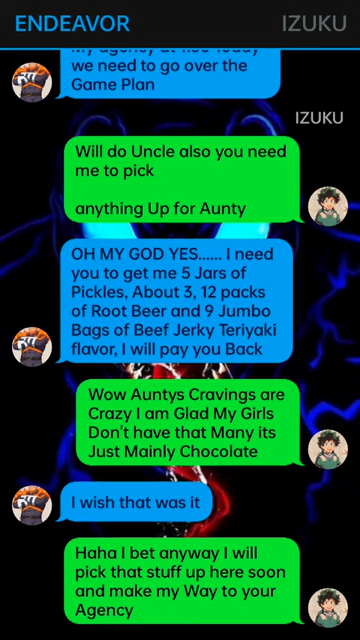 ENDEAVOR
IZUKU
we need to go over the
Game Plan
IZUKU
Will do Uncle also you need
me to pick
anything Up for Aunty
OH MY GOD YES...... I need
you to get me 5 Jars of
Pickles, About 3, 12 packs
of Root Beer and 9 Jumbo
Bags of Beef Jerky Teriyaki
flavor, I will pay you Back
Wow Auntys Cravings are
Crazy I am Glad My Girls
Don't have that Many its
Just Mainly Chocolate
I wish that was it
Haha I bet anyway I will
pick that stuff up here soon
and make my Way to your
Agency